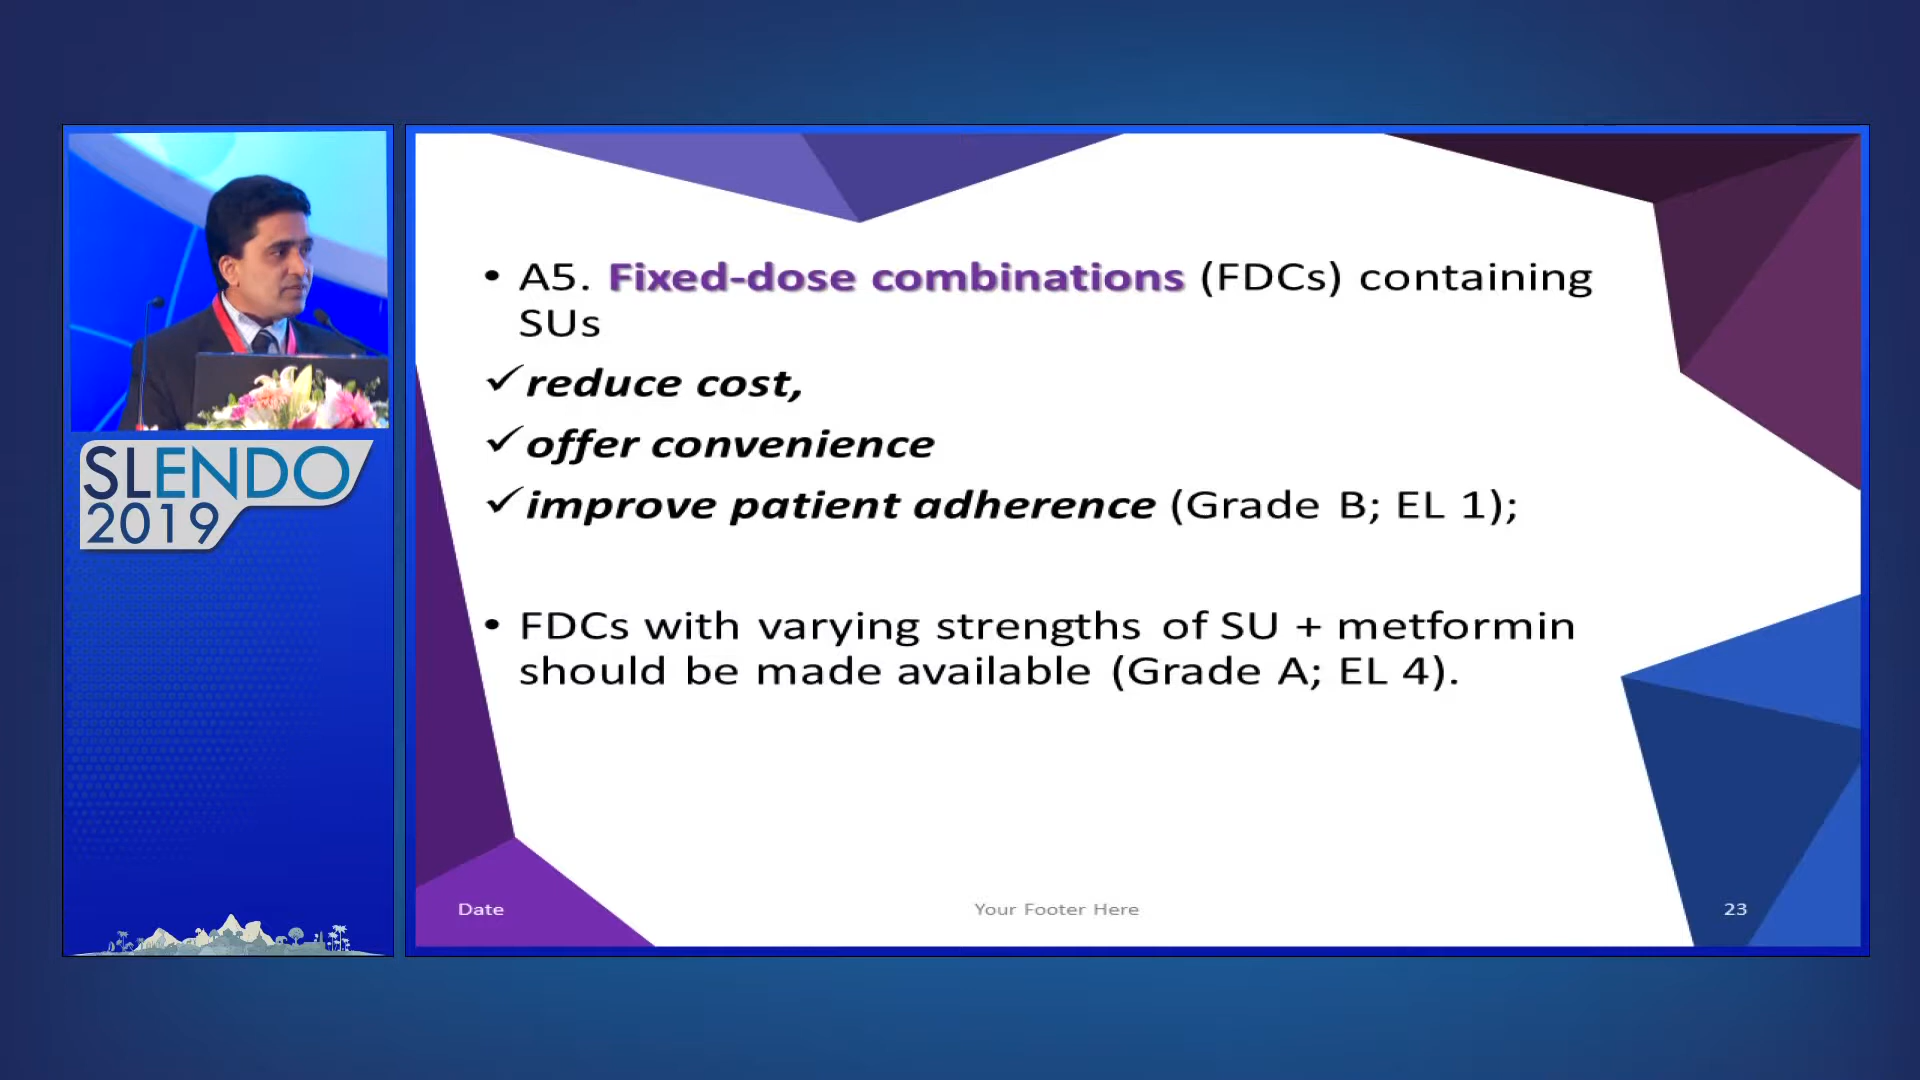 SLENDO
2019
• A5. Fixed-dose combinations (FDCs) containing
SUs
✓ reduce cost,
✓ offer convenience
✓ improve patient adherence (Grade B; EL 1);
• FDCs with varying strengths of SU + metformin
should be made available (Grade A; EL 4).
Date
Your Footer Here
23